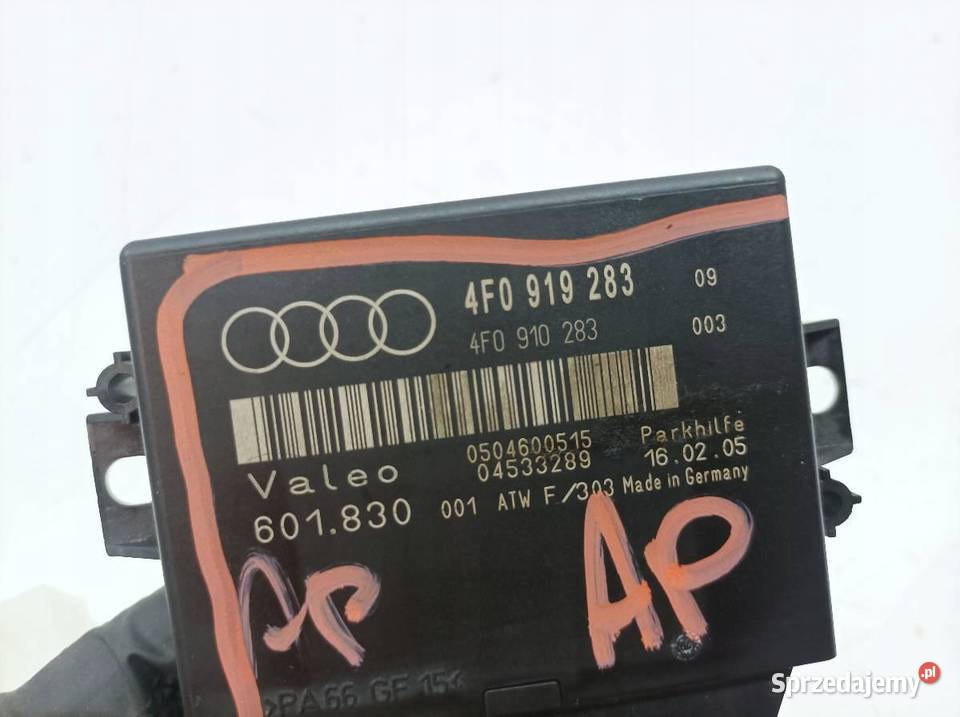 4F0 919 283 09
4F0 910 283 003
0504600515 Parkhilfe
Valeo 04533289 16.02.05
601.830 001 ATW F/303 Made in Germany
AP AP
>PA66 GF 15<
Sprzedajemy.pl